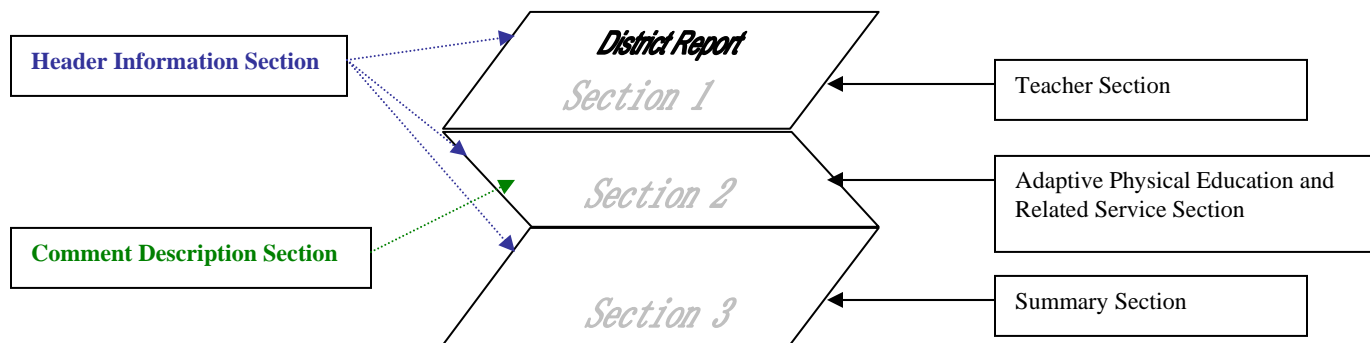 District Report
Header Information Section
Section 1
Teacher Section
Section 2
Adaptive Physical Education and
Related Service Section
Comment Description Section
Section 3
Summary Section